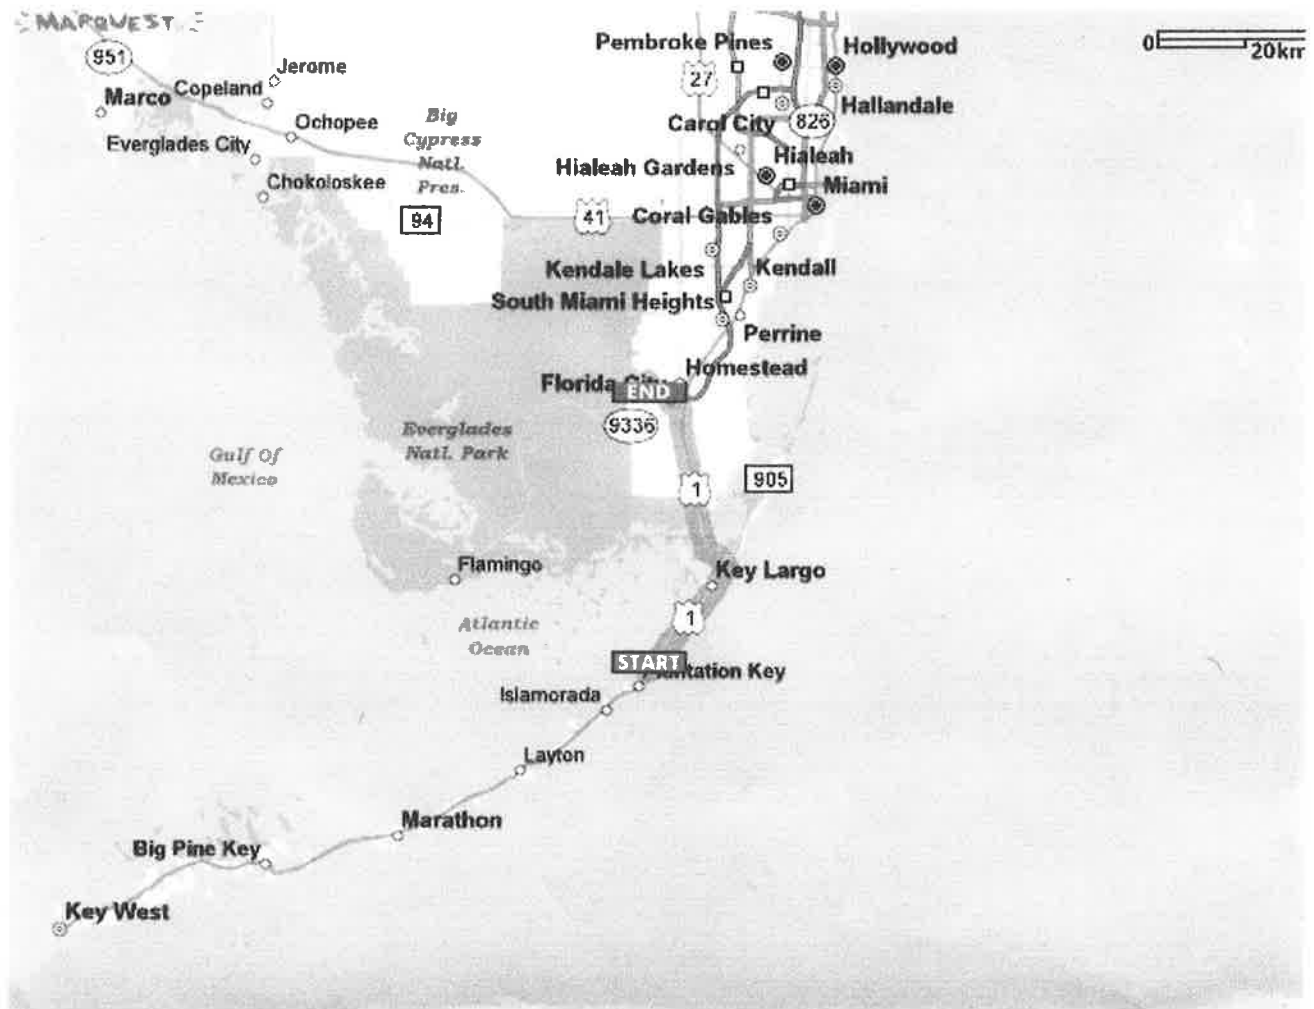 MAPQUEST
951
Jerome
Copeland
Marco
Ochopee
Everglades City
Chokoloskee
Big
Cypress
Natl.
Pres.
94
41
27
Pembroke Pines
Hollywood
0
20km
Hallandale
826
Carol City
Hialeah
Hialeah Gardens
Miami
Coral Gables
Kendale Lakes
Kendall
South Miami Heights
Perrine
Homestead
Florida City
END
9336
Everglades
Natl. Park
Gulf Of
Mexico
1
905
Flamingo
Key Largo
1
Atlantic
Ocean
START
ntation Key
Islamorada
Layton
Marathon
Big Pine Key
Key West